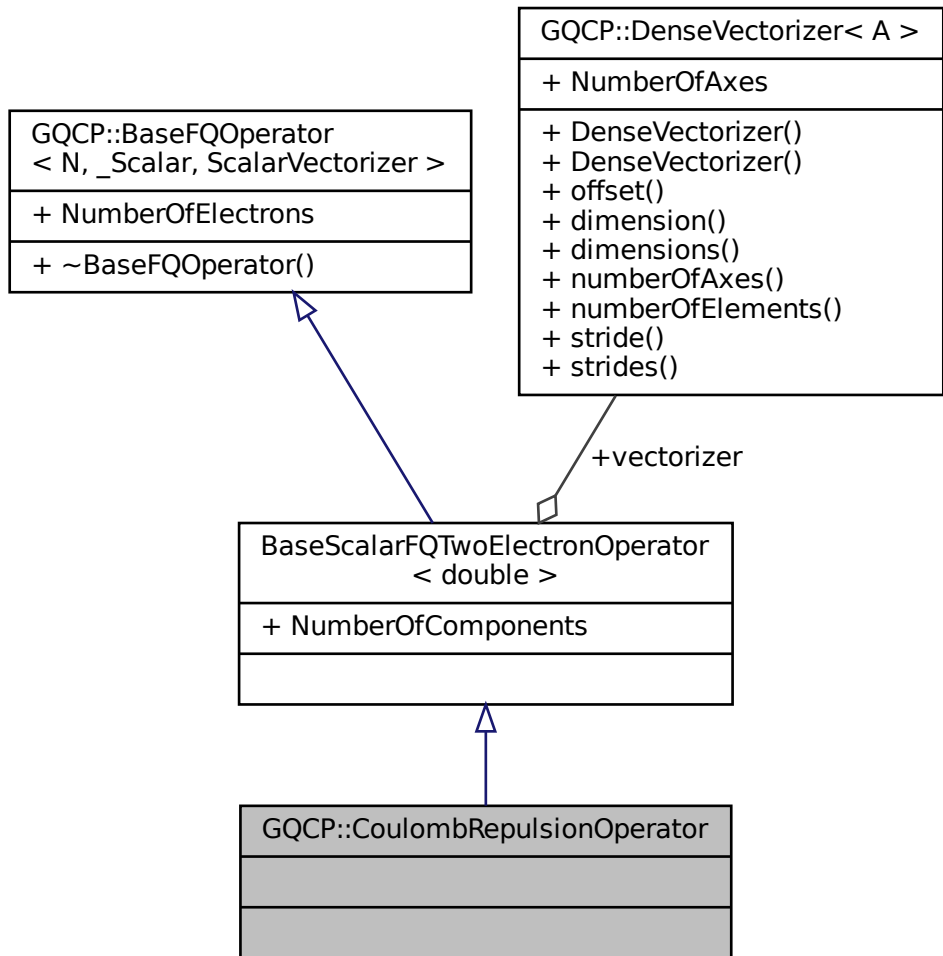 GQCP::DenseVectorizer< A >
+ NumberOfAxes
+ DenseVectorizer()
+ DenseVectorizer()
+ offset()
+ dimension()
+ dimensions()
+ numberOfAxes()
+ numberOfElements()
+ stride()
+ strides()
GQCP::BaseFQOperator
< N, _Scalar, ScalarVectorizer >
+ NumberOfElectrons
+ ~BaseFQOperator()
+vectorizer
BaseScalarFQTwoElectronOperator
< double >
+ NumberOfComponents
GQCP::CoulombRepulsionOperator